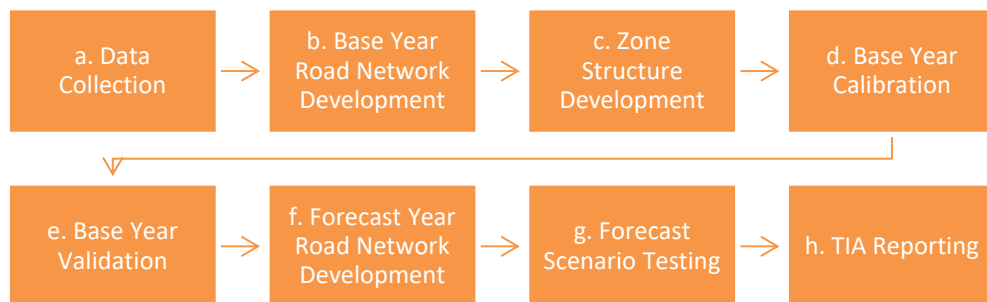 a. Data
Collection
b. Base Year
Road Network
Development
c. Zone
Structure
Development
d. Base Year
Calibration
e. Base Year
Validation
f. Forecast Year
Road Network
Development
g. Forecast
Scenario Testing
h. TIA Reporting